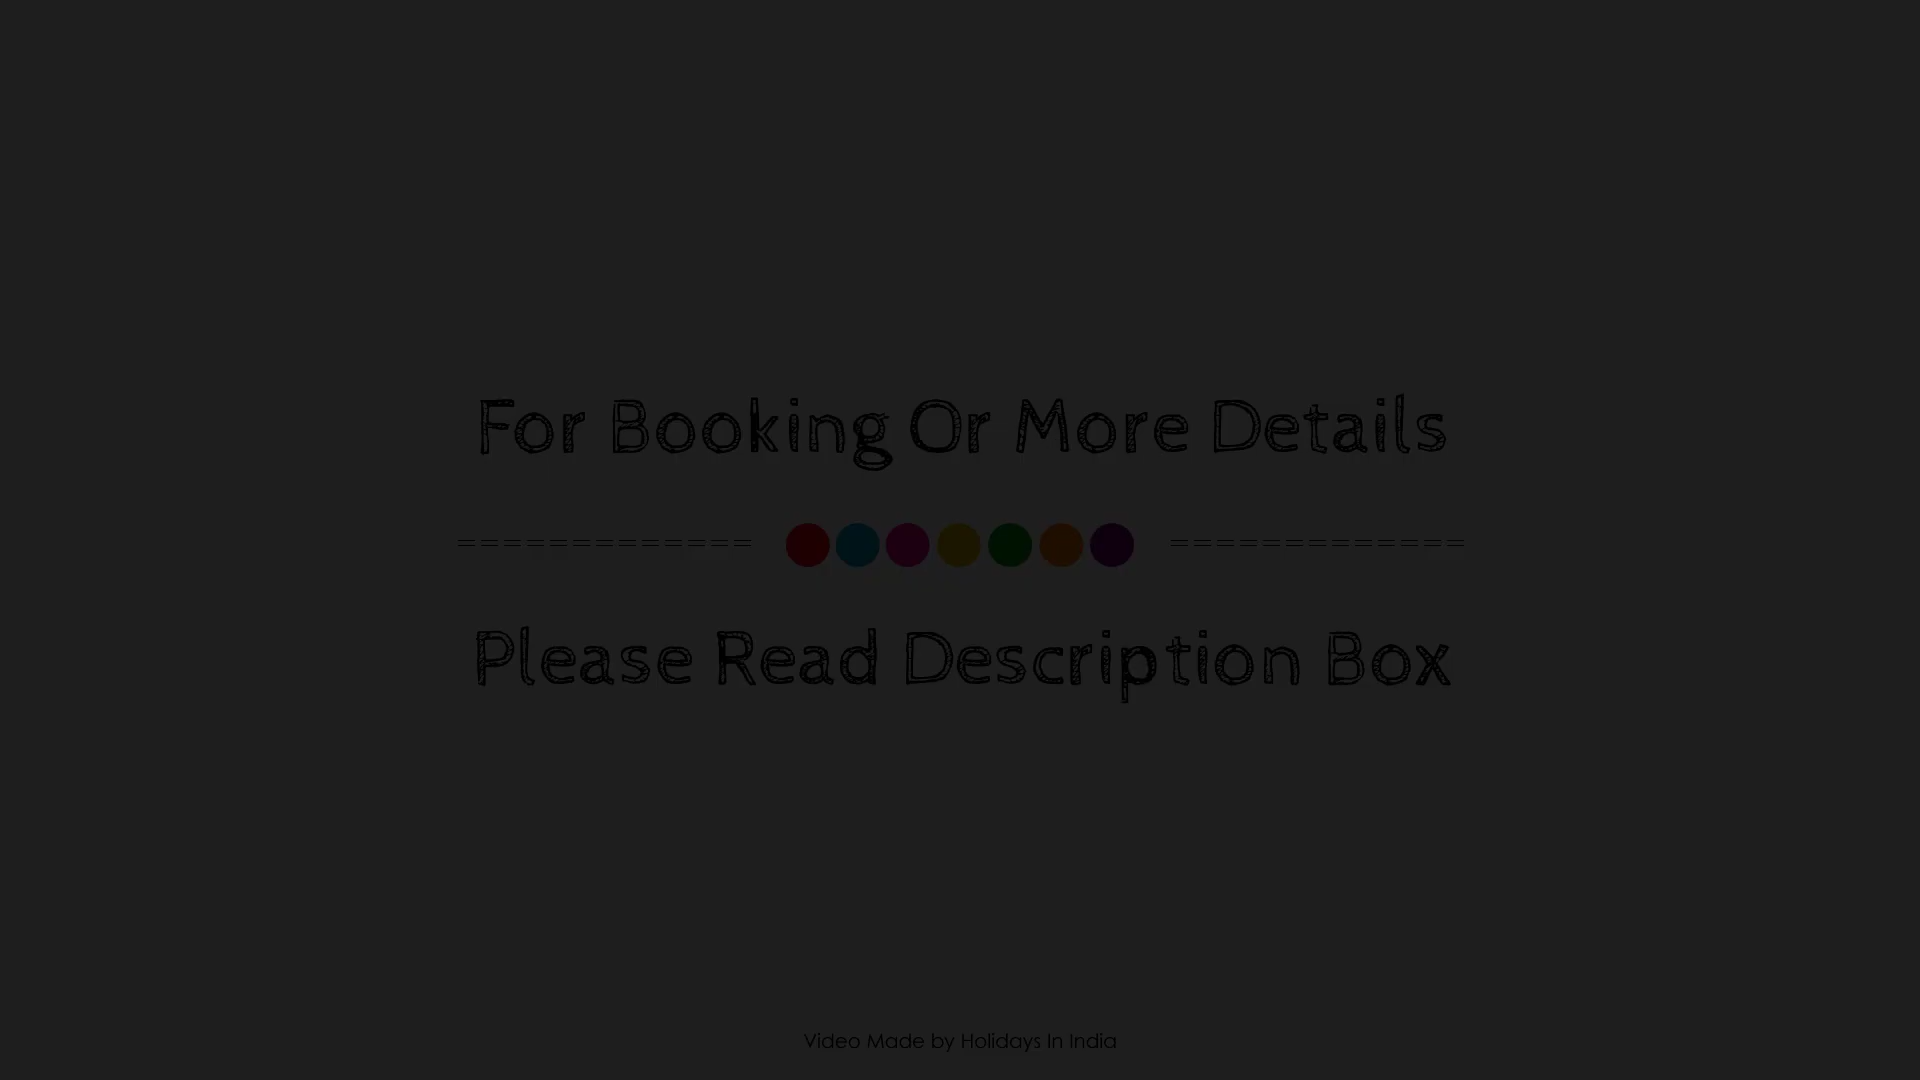 For Booking Or More Details
============= =============
Please Read Description Box
Video Made by Holidays In India